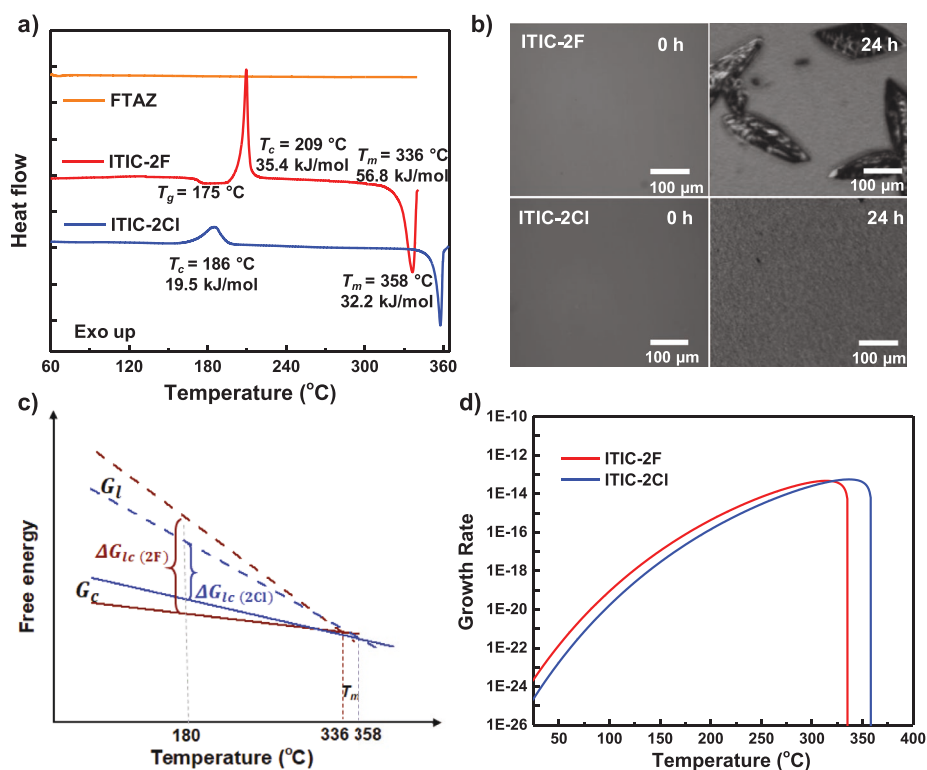 a)
FTAZ
ITIC-2F
ITIC-2Cl
T_c = 209 °C
35.4 kJ/mol
T_m = 336 °C
56.8 kJ/mol
T_g = 175 °C
T_c = 186 °C
19.5 kJ/mol
T_m = 358 °C
32.2 kJ/mol
Exo up
Heat flow
60 120 180 240 300 360
Temperature (°C)
b)
ITIC-2F 0 h
100 µm
24 h
100 µm
ITIC-2Cl 0 h
100 µm
24 h
100 µm
c)
Free energy
G_l
ΔG_lc (2F)
ΔG_lc (2Cl)
G_c
T_m
180 336 358
Temperature (°C)
d)
Growth Rate
1E-10
1E-12
1E-14
1E-16
1E-18
1E-20
1E-22
1E-24
1E-26
ITIC-2F
ITIC-2Cl
50 100 150 200 250 300 350 400
Temperature (°C)